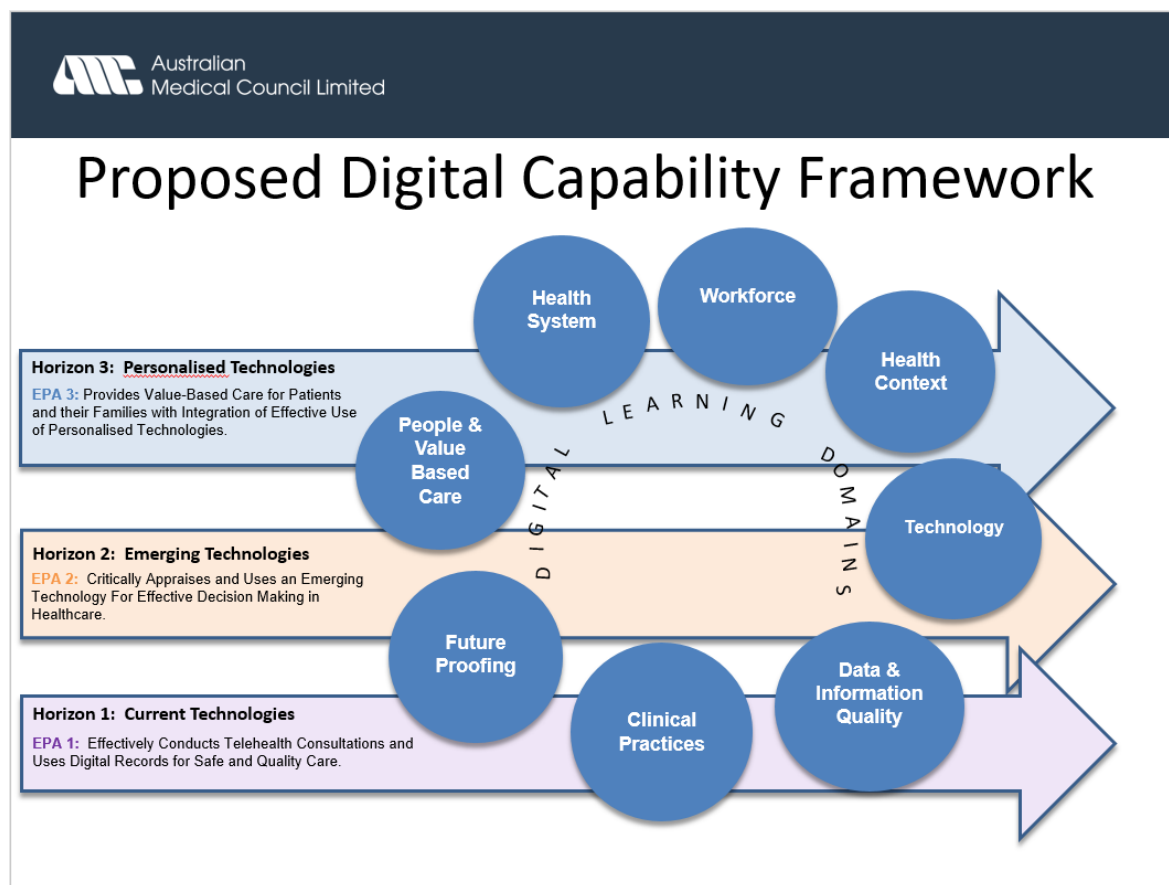 Australian
Medical Council Limited
Proposed Digital Capability Framework
Health
System
Workforce
Health
Context
Horizon 3: Personalised Technologies
EPA 3: Provides Value-Based Care for Patients
and their Families with Integration of Effective Use
of Personalised Technologies.
People &
Value
Based
Care
DIGITAL LEARNING DOMAINS
Technology
Horizon 2: Emerging Technologies
EPA 2: Critically Appraises and Uses an Emerging
Technology For Effective Decision Making in
Healthcare.
Future
Proofing
Data &
Information
Quality
Clinical
Practices
Horizon 1: Current Technologies
EPA 1: Effectively Conducts Telehealth Consultations and
Uses Digital Records for Safe and Quality Care.